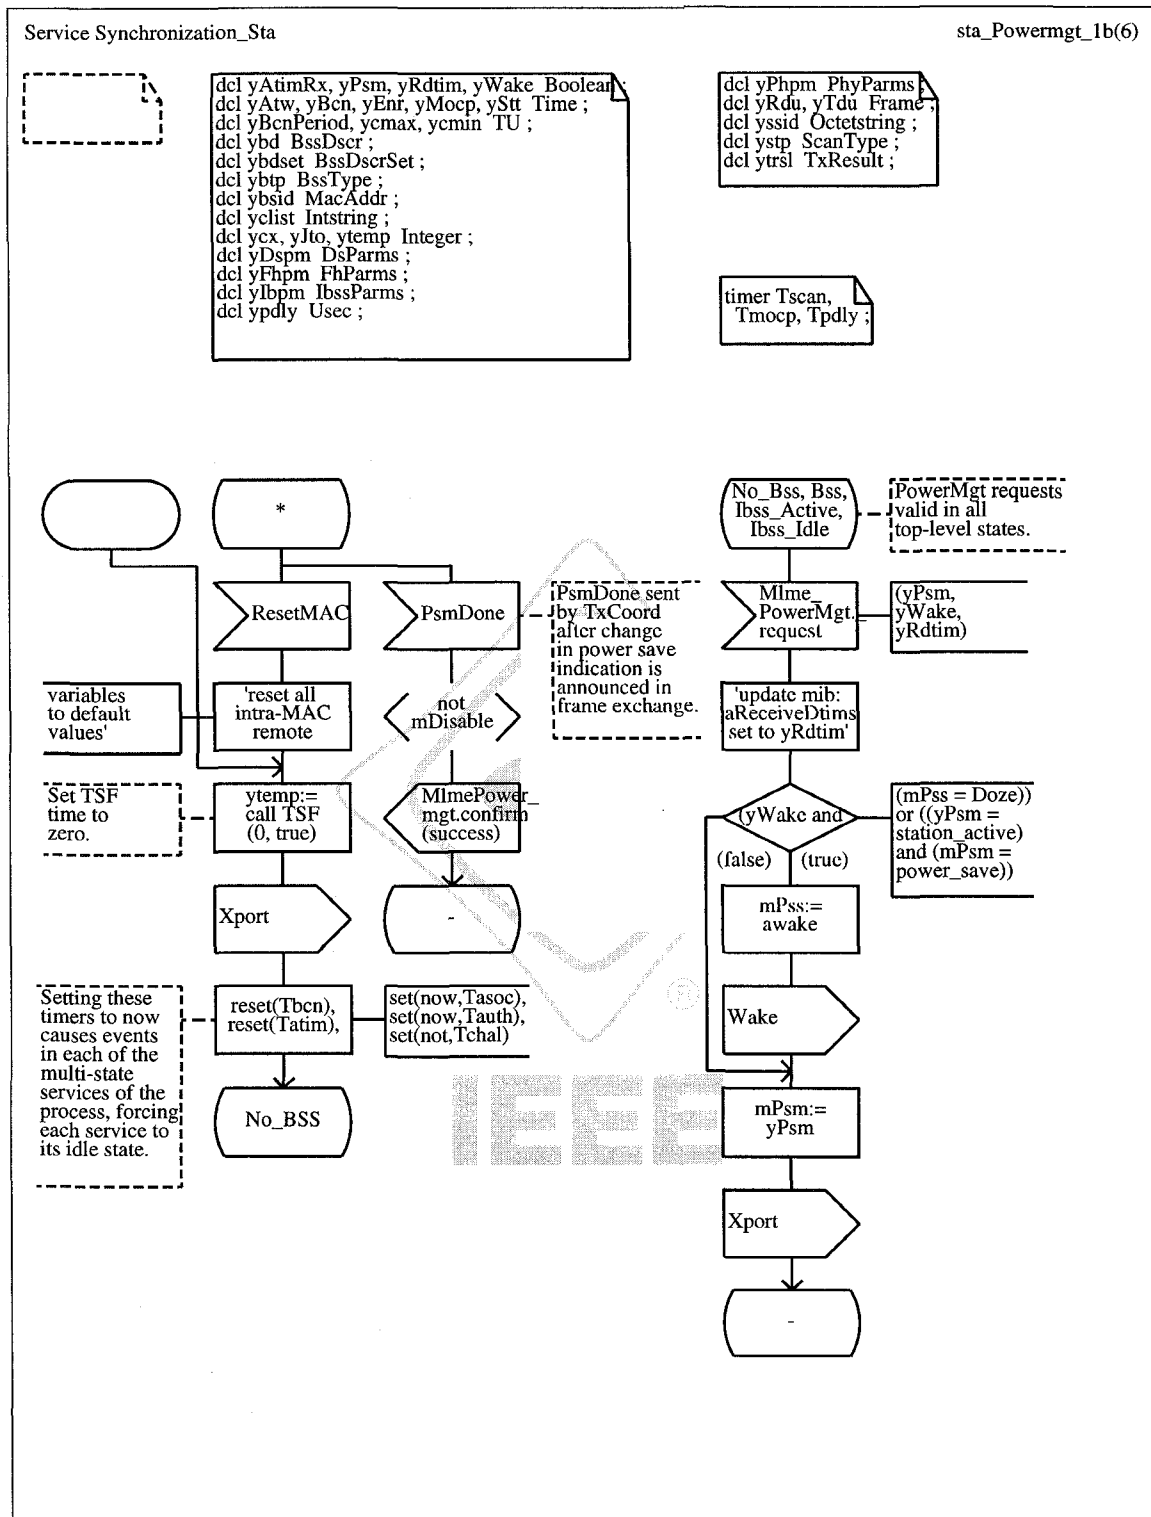 Service Synchronization_Sta
sta_Powermgt_1b(6)
dcl yAtimRx, yPsm, yRdtim, yWake Boolean ;
dcl yAtw, yBcn, yEnr, yMocp, yStt Time ;
dcl yBcnPeriod, ycmax, ycmin TU ;
dcl ybd BssDscr ;
dcl ybdset BssDscrSet ;
dcl ybtp BssType ;
dcl ybsid MacAddr ;
dcl yclist Intstring ;
dcl ycx, yJto, ytemp Integer ;
dcl yDspm DsParms ;
dcl yFhpm FhParms ;
dcl yIbpm IbssParms ;
dcl ypdly Usec ;
dcl yPhpm PhyParms ;
dcl yRdu, yTdu Frame ;
dcl yssid Octetstring ;
dcl ystp ScanType ;
dcl ytrsl TxResult ;
timer Tscan,
Tmocp, Tpdly ;
*
ResetMAC
PsmDone
PsmDone sent
by TxCoord
after change
in power save
indication is
announced in
frame exchange.
variables
to default
values'
'reset all
intra-MAC
remote
not
mDisable
Set TSF
time to
zero.
ytemp:=
call TSF
(0, true)
MlmePower_
mgt.confirm
(success)
Xport
-
Setting these
timers to now
causes events
in each of the
multi-state
services of the
process, forcing
each service to
its idle state.
reset(Tbcn),
reset(Tatim),
set(now,Tasoc),
set(now,Tauth),
set(not,Tchal)
No_BSS
No_Bss, Bss,
Ibss_Active,
Ibss_Idle
PowerMgt requests
valid in all
top-level states.
Mlme_
PowerMgt._
request
(yPsm,
yWake,
yRdtim)
'update mib:
aReceiveDtims
set to yRdtim'
(yWake and
(mPss = Doze))
or ((yPsm =
station_active)
and (mPsm =
power_save))
(false)
(true)
mPss:=
awake
Wake
mPsm:=
yPsm
Xport
-
IEEE
®